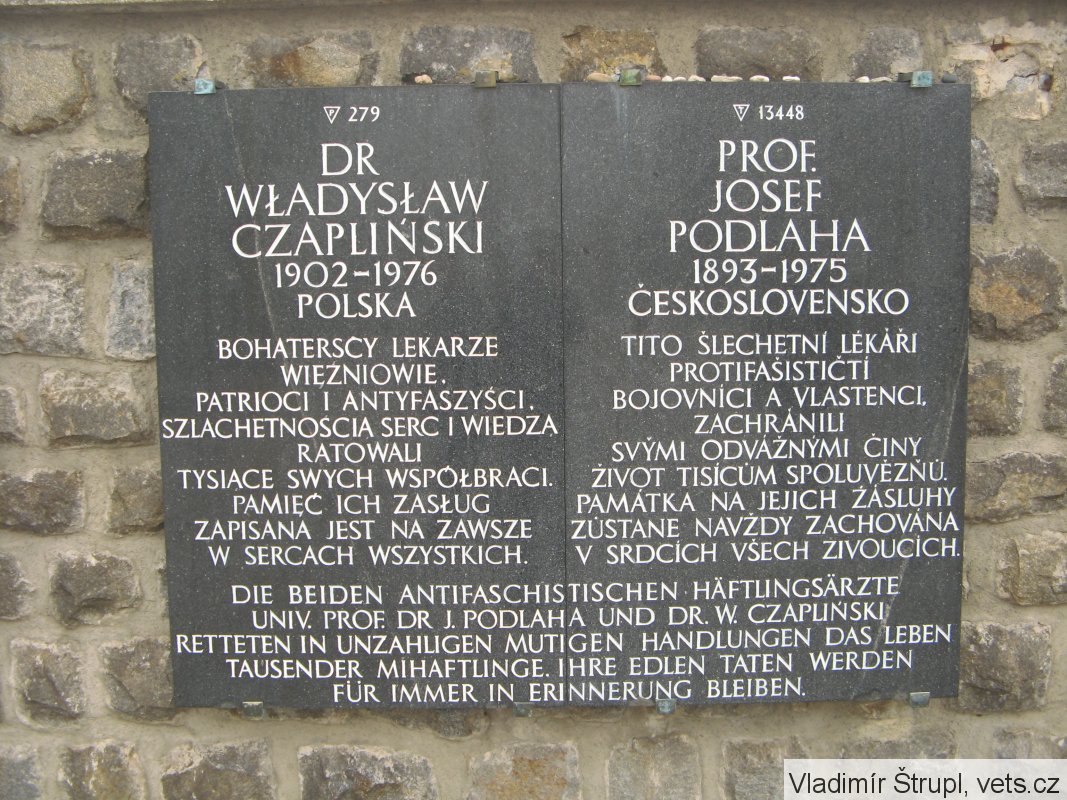 P 279
DR
WŁADYSŁAW
CZAPLIŃSKI
1902-1976
POLSKA
BOHATERSCY LEKARZE
WIĘŹNIOWIE,
PATRIOCI I ANTYFASZYŚCI,
SZLACHETNOŚCIĄ SERC I WIEDZĄ
RATOWALI
TYSIĄCE SWYCH WSPÓŁBRACI.
PAMIĘĆ ICH ZASŁUG
ZAPISANA JEST NA ZAWSZE
W SERCACH WSZYSTKICH.
T 13448
PROF.
JOSEF
PODLAHA
1893-1975
ČESKOSLOVENSKO
TITO ŠLECHETNÍ LÉKAŘI
PROTIFAŠISTIČTÍ
BOJOVNÍCI A VLASTENCI,
ZACHRÁNILI
SVÝMI ODVÁŽNÝMI ČINY
ŽIVOT TISÍCŮM SPOLUVĚZŇŮ.
PAMÁTKA NA JEJICH ZÁSLUHY
ZŮSTANE NAVŽDY ZACHOVÁNA
V SRDCÍCH VŠECH ŽIVOUCÍCH.
DIE BEIDEN ANTIFASCHISTISCHEN HÄFTLINGSÄRZTE
UNIV. PROF. DR J. PODLAHA UND DR. W. CZAPLIŃSKI
RETTETEN IN UNZAHLIGEN MUTIGEN HANDLUNGEN DAS LEBEN
TAUSENDER MIHAFTLINGE. IHRE EDLEN TATEN WERDEN
FÜR IMMER IN ERINNERUNG BLEIBEN.
Vladimír Štrupl, vets.cz